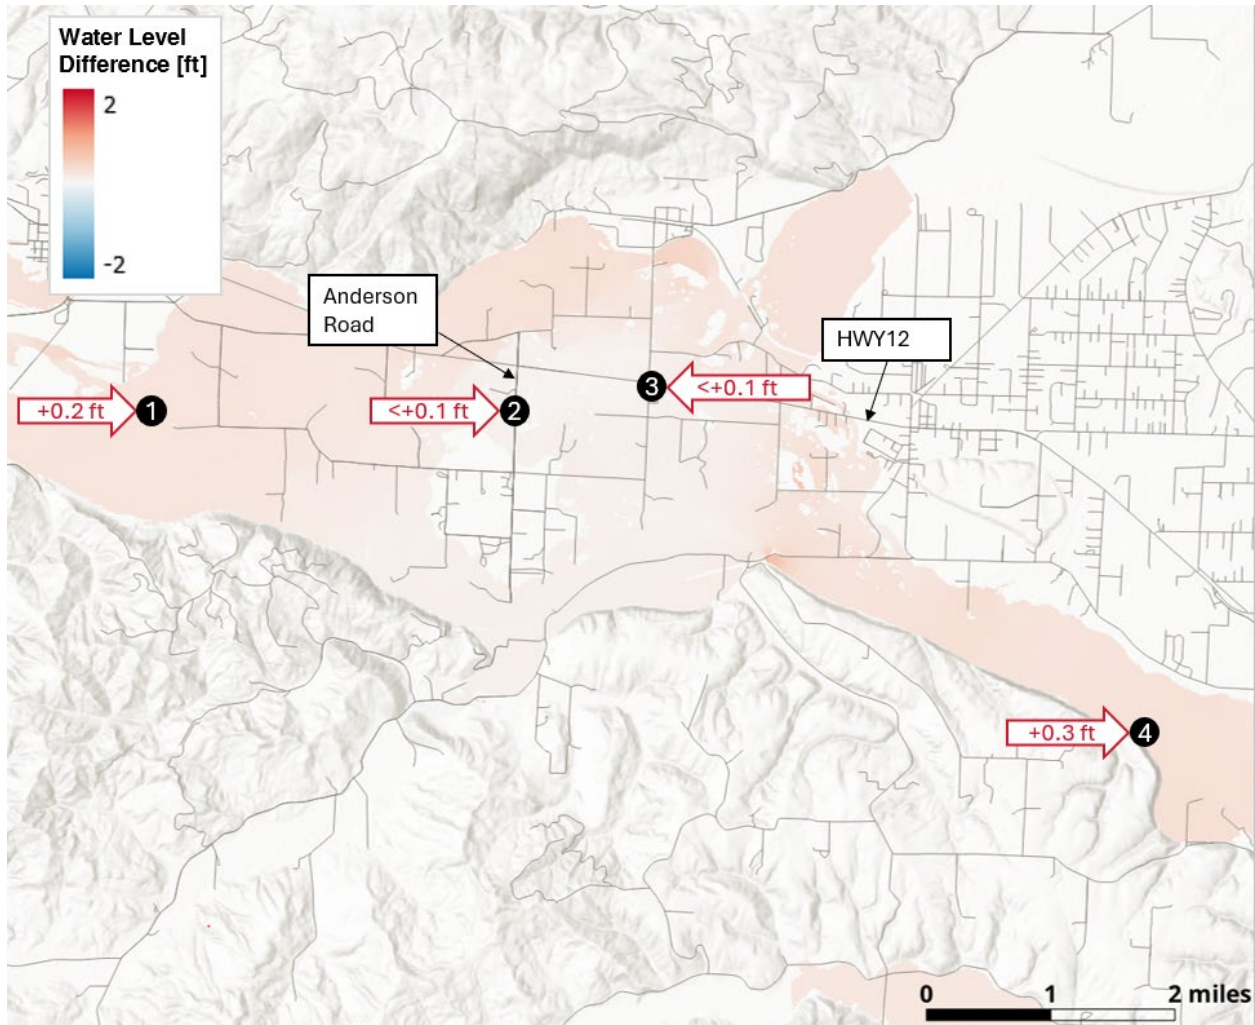 Water Level
Difference [ft]
2
-2
Anderson
Road
HWY12
3
<+0.1 ft
+0.2 ft
1
<+0.1 ft
2
+0.3 ft
4
0
1
2 miles